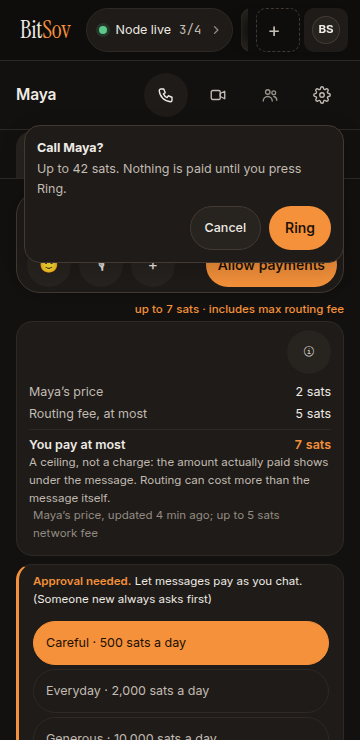 BitSov
Node live 3/4
+
BS
Maya
Call Maya?
Up to 42 sats. Nothing is paid until you press
Ring.
Cancel
Ring
+
Allow payments
up to 7 sats · includes max routing fee
Maya’s price 2 sats
Routing fee, at most 5 sats
You pay at most 7 sats
A ceiling, not a charge: the amount actually paid shows
under the message. Routing can cost more than the
message itself.
Maya’s price, updated 4 min ago; up to 5 sats
network fee
Approval needed. Let messages pay as you chat.
(Someone new always asks first)
Careful · 500 sats a day
Everyday · 2,000 sats a day
Generous · 10,000 sats a day